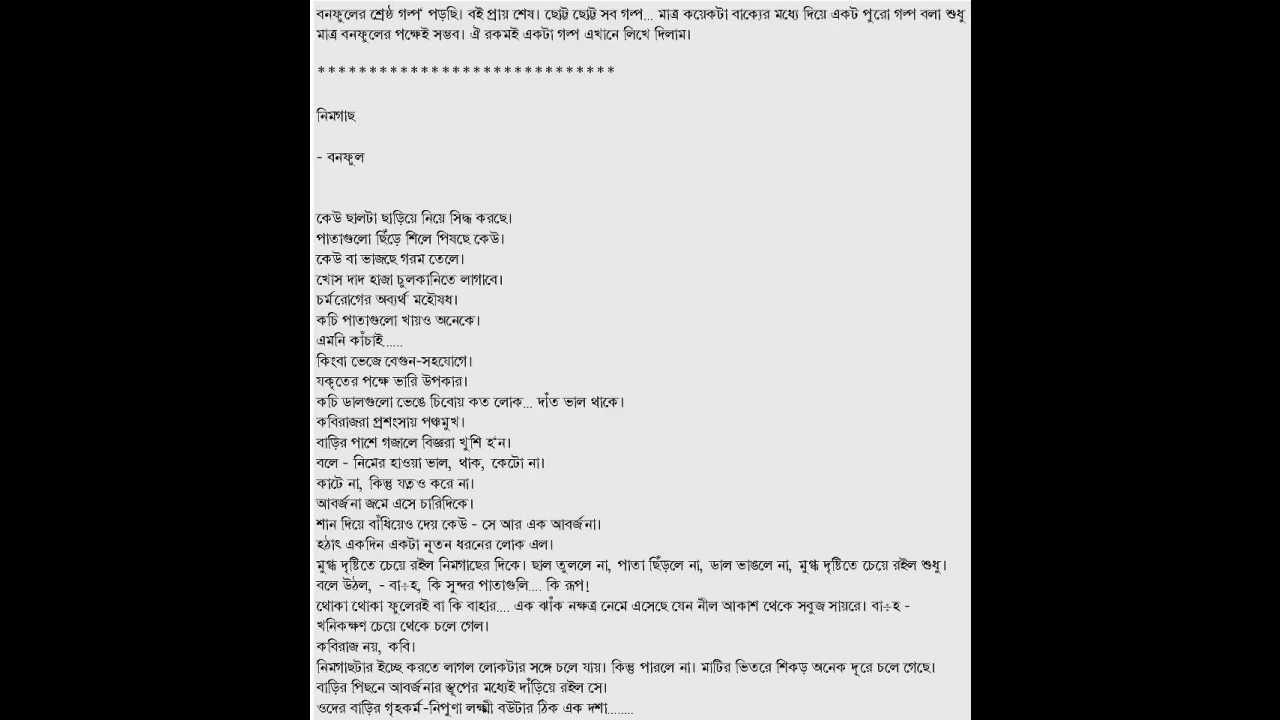 বনফুলের শ্রেষ্ঠ গল্প' পড়ছি। বই প্রায় শেষ। ছোট্ট ছোট্ট সব গল্প... মাত্র কয়েকটা বাক্যের মধ্যে দিয়ে একট পুরো গল্প বলা শুধু
মাত্র বনফুলের পক্ষেই সম্ভব। ঐ রকমই একটা গল্প এখানে লিখে দিলাম।
* * * * * * * * * * * * * * * * * * * * * * * * * * * * *
নিমগাছ
- বনফুল
কেউ ছালটা ছাড়িয়ে নিয়ে সিদ্ধ করছে।
পাতাগুলো ছিঁড়ে শিলে পিষছে কেউ।
কেউ বা ভাজছে গরম তেলে।
খোস দাদ হাজা চুলকানিতে লাগাবে।
চর্মরোগের অব্যর্থ মহৌষধ।
কচি পাতাগুলো খায়ও অনেকে।
এমনি কাঁচাই......
কিংবা ভেজে বেগুন-সহযোগে।
যকৃতের পক্ষে ভারি উপকার।
কচি ডালগুলো ভেঙে চিবোয় কত লোক... দাঁত ভাল থাকে।
কবিরাজরা প্রশংসায় পঞ্চমুখ।
বাড়ির পাশে গজালে বিজ্ঞরা খুশি হ'ন।
বলে - নিমের হাওয়া ভাল, থাক, কেটো না।
কাটে না, কিন্তু যত্নও করে না।
আবর্জনা জমে এসে চারিদিকে।
শান দিয়ে বাঁধিয়েও দেয় কেউ - সে আর এক আবর্জনা।
হঠাৎ একদিন একটা নূতন ধরনের লোক এল।
মুগ্ধ দৃষ্টিতে চেয়ে রইল নিমগাছের দিকে। ছাল তুললে না, পাতা ছিঁড়লে না, ডাল ভাঙলে না, মুগ্ধ দৃষ্টিতে চেয়ে রইল শুধু।
বলে উঠল, - বা÷হ, কি সুন্দর পাতাগুলি.... কি রূপ!
থোকা থোকা ফুলেরই বা কি বাহার.... এক ঝাঁক নক্ষত্র নেমে এসেছে যেন নীল আকাশ থেকে সবুজ সায়রে। বা÷হ -
খনিকক্ষণ চেয়ে থেকে চলে গেল।
কবিরাজ নয়, কবি।
নিমগাছটার ইচ্ছে করতে লাগল লোকটার সঙ্গে চলে যায়। কিন্তু পারলে না। মাটির ভিতরে শিকড় অনেক দূরে চলে গেছে।
বাড়ির পিছনে আবর্জনার স্তূপের মধ্যেই দাঁড়িয়ে রইল সে।
ওদের বাড়ির গৃহকর্ম-নিপুণা লক্ষ্মী বউটার ঠিক এক দশা........